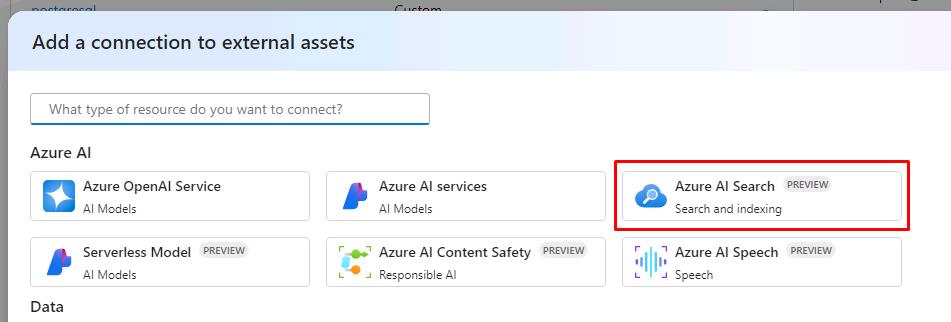 postgresql Custom
Add a connection to external assets
What type of resource do you want to connect?
Azure AI
Azure OpenAI Service
AI Models
Azure AI services
AI Models
Azure AI Search PREVIEW
Search and indexing
Serverless Model PREVIEW
AI Models
Azure AI Content Safety PREVIEW
Responsible AI
Azure AI Speech PREVIEW
Speech
Data